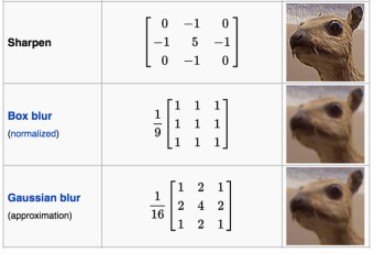 Sharpen
0 -1 0
-1 5 -1
0 -1 0
Box blur
(normalized)
1/9
1 1 1
1 1 1
1 1 1
Gaussian blur
(approximation)
1/16
1 2 1
2 4 2
1 2 1